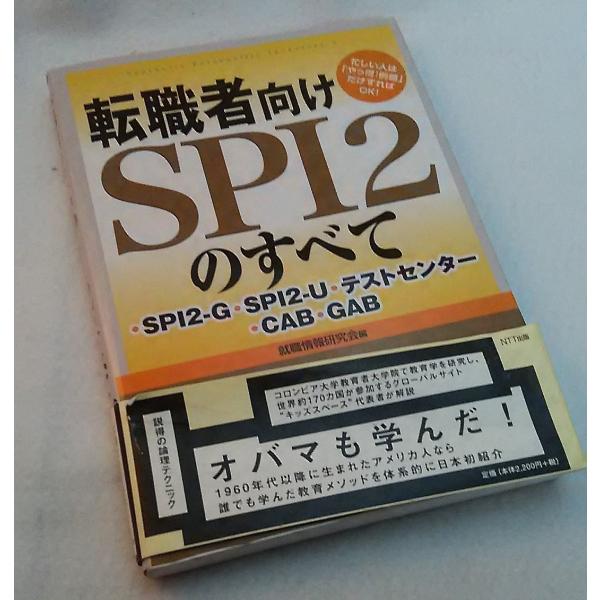 転職者向け
忙しい人は
「やっ得!例題」
だけすれば
OK!
SPI2
のすべて
・SPI2-G・SPI2-U・テストセンター
・CAB・GAB
就職情報研究会編
NTT出版
コロンビア大学教育者大学院で教育学を研究し、
世界約170カ国が参加するグローバルサイト
“キッズスペース”代表者が解説
説得の論理テクニック
オバマも学んだ!
1960年代以降に生まれたアメリカ人なら
誰でも学んだ教育メソッドを体系的に日本初紹介
定価(本体2,200円+税)